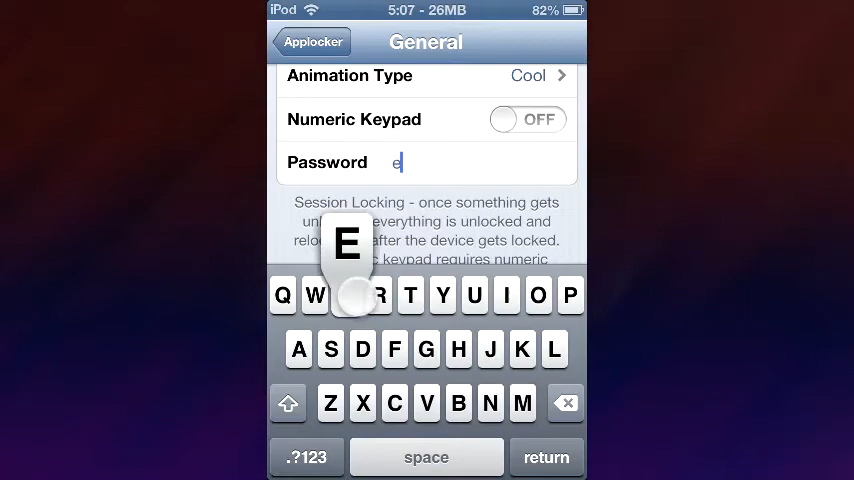 iPod 5:07 - 26MB 82%
Applocker General
Animation Type Cool
Numeric Keypad OFF
Password e
Session Locking - once something gets
everything is unlocked and
after the device gets locked.
keypad requires numeric
E
Q W R T Y U I O P
A S D F G H J K L
Z X C V B N M
.?123 space return